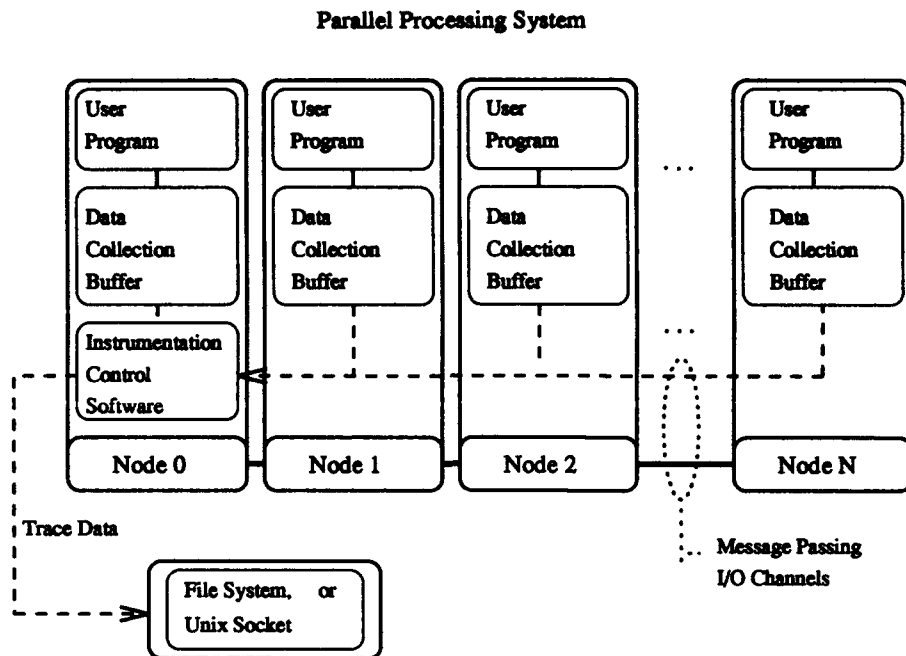 Parallel Processing System
User
Program
Data
Collection
Buffer
Instrumentation
Control
Software
Node 0
User
Program
Data
Collection
Buffer
Node 1
User
Program
Data
Collection
Buffer
Node 2
...
...
User
Program
Data
Collection
Buffer
Node N
Trace Data
File System, or
Unix Socket
Message Passing
I/O Channels